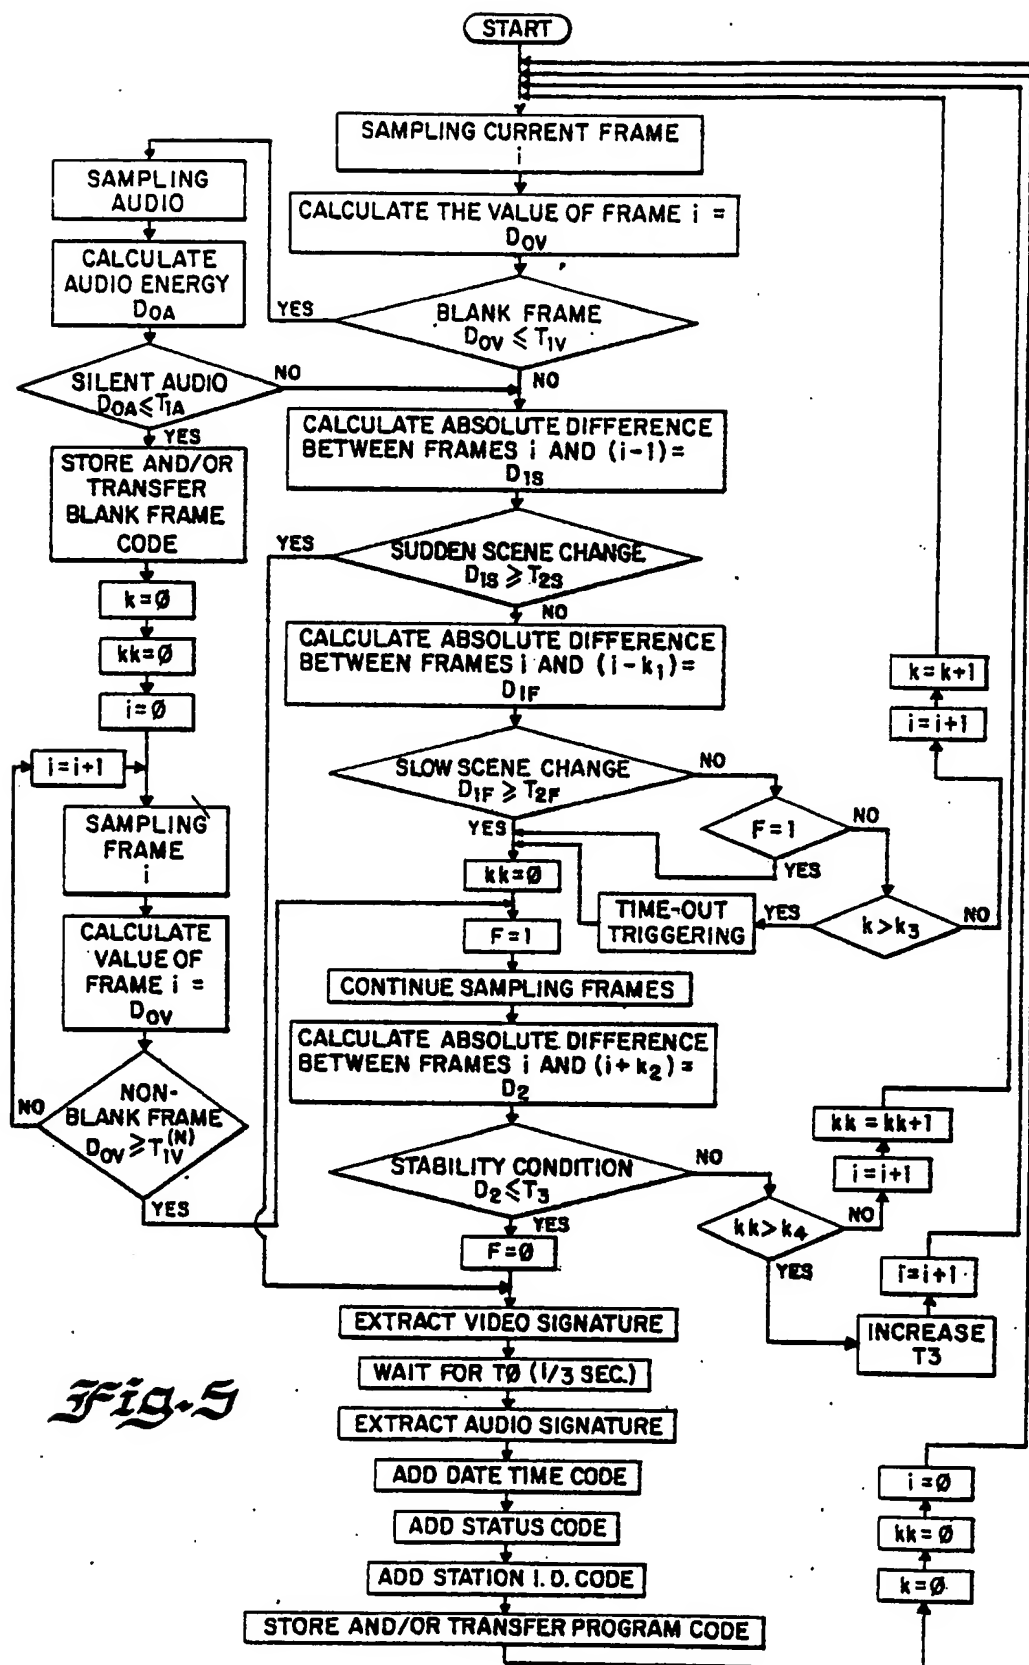 START
SAMPLING CURRENT FRAME
i
CALCULATE THE VALUE OF FRAME i =
D0V
BLANK FRAME
D0V ≤ T1V
YES
NO
SAMPLING
AUDIO
CALCULATE
AUDIO ENERGY
D0A
SILENT AUDIO
D0A ≤ T1A
NO
YES
STORE AND/OR
TRANSFER
BLANK FRAME
CODE
k=Ø
kk=Ø
i=Ø
i=i+1
SAMPLING
FRAME
i
CALCULATE
VALUE OF
FRAME i =
D0V
NON-
BLANK FRAME
D0V ≥ T1V(N)
NO
YES
CALCULATE ABSOLUTE DIFFERENCE
BETWEEN FRAMES i AND (i-1)=
D1S
YES
SUDDEN SCENE CHANGE
D1S ≥ T2S
NO
CALCULATE ABSOLUTE DIFFERENCE
BETWEEN FRAMES i AND (i-k1)=
D1F
SLOW SCENE CHANGE
D1F ≥ T2F
NO
YES
F=1
NO
YES
k>k3
YES
NO
TIME-OUT
TRIGGERING
k=k+1
i=i+1
kk=Ø
F=1
CONTINUE SAMPLING FRAMES
CALCULATE ABSOLUTE DIFFERENCE
BETWEEN FRAMES i AND (i+k2)=
D2
STABILITY CONDITION
D2 ≤ T3
NO
YES
kk>k4
NO
YES
kk=kk+1
i=i+1
i=i+1
INCREASE
T3
F=Ø
EXTRACT VIDEO SIGNATURE
WAIT FOR TØ (1/3 SEC.)
EXTRACT AUDIO SIGNATURE
ADD DATE TIME CODE
ADD STATUS CODE
ADD STATION I.D. CODE
STORE AND/OR TRANSFER PROGRAM CODE
i=Ø
kk=Ø
k=Ø
Fig.5